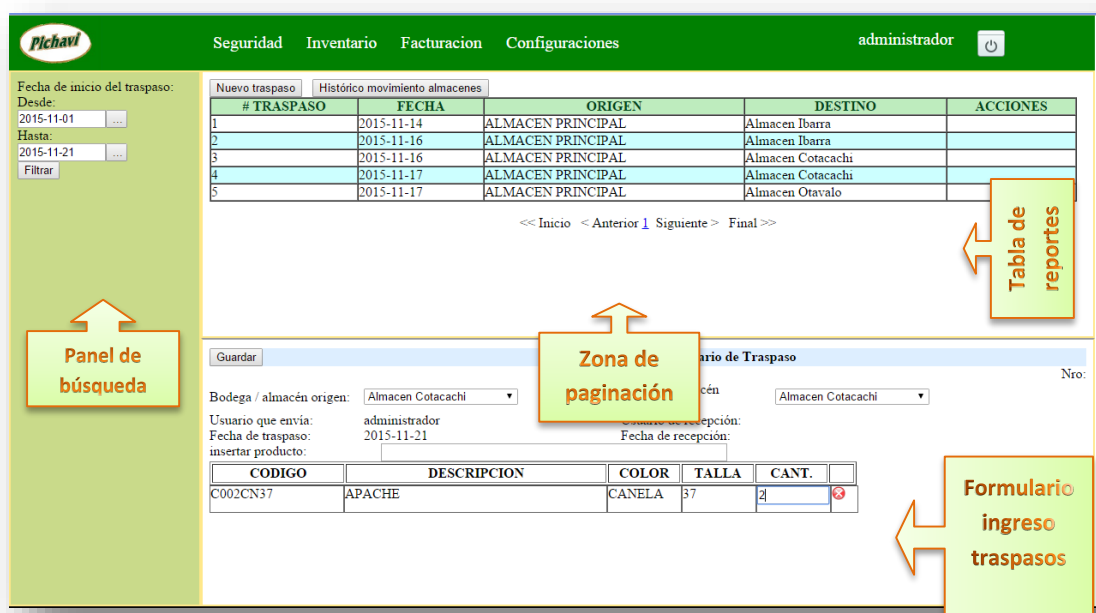 Pichavi
Seguridad Inventario Facturacion Configuraciones administrador
Fecha de inicio del traspaso:
Desde:
2015-11-01 ...
Hasta:
2015-11-21 ...
Filtrar
Nuevo traspaso Histórico movimiento almacenes
# TRASPASO FECHA ORIGEN DESTINO ACCIONES
1 2015-11-14 ALMACEN PRINCIPAL Almacen Ibarra
2 2015-11-16 ALMACEN PRINCIPAL Almacen Ibarra
3 2015-11-16 ALMACEN PRINCIPAL Almacen Cotacachi
4 2015-11-17 ALMACEN PRINCIPAL Almacen Cotacachi
5 2015-11-17 ALMACEN PRINCIPAL Almacen Otavalo
<< Inicio < Anterior 1 Siguiente > Final >>
Tabla de
reportes
Panel de
búsqueda
Zona de
paginación
Guardar de Traspaso
Nro:
Bodega / almacén origen: Almacen Cotacachi Almacen Cotacachi
Usuario que envía: administrador recepción:
Fecha de traspaso: 2015-11-21 Fecha de recepción:
insertar producto:
CODIGO DESCRIPCION COLOR TALLA CANT.
C002CN37 APACHE CANELA 37 2
Formulario
ingreso
traspasos